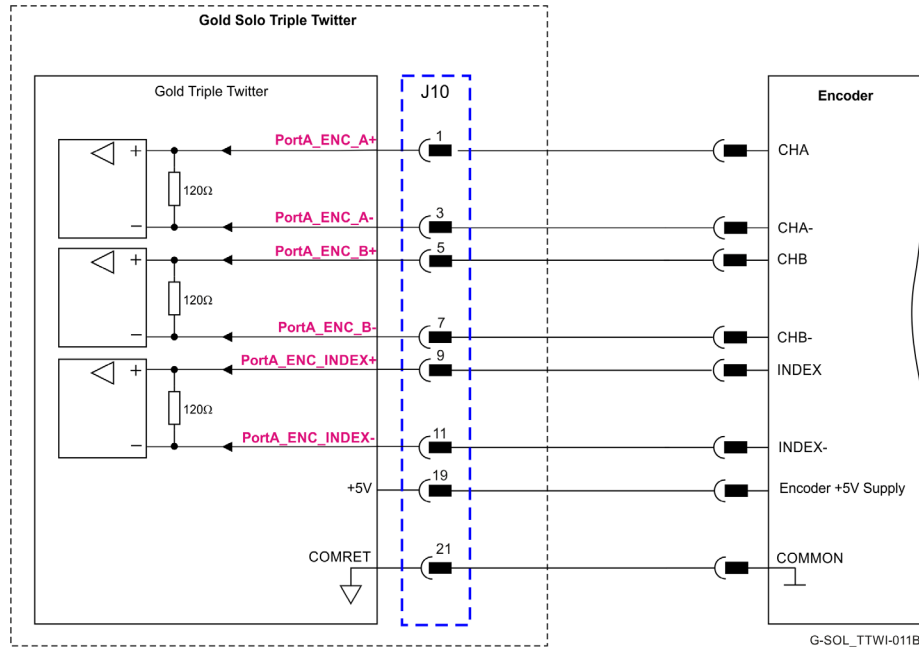 Gold Solo Triple Twitter
Gold Triple Twitter
J10
Encoder
PortA_ENC_A+
1
+
CHA
120Ω
PortA_ENC_A-
3
−
CHA-
PortA_ENC_B+
5
+
CHB
120Ω
PortA_ENC_B-
7
−
CHB-
PortA_ENC_INDEX+
9
+
INDEX
120Ω
PortA_ENC_INDEX-
11
−
INDEX-
+5V
19
Encoder +5V Supply
COMRET
21
COMMON
G-SOL_TTWI-011B